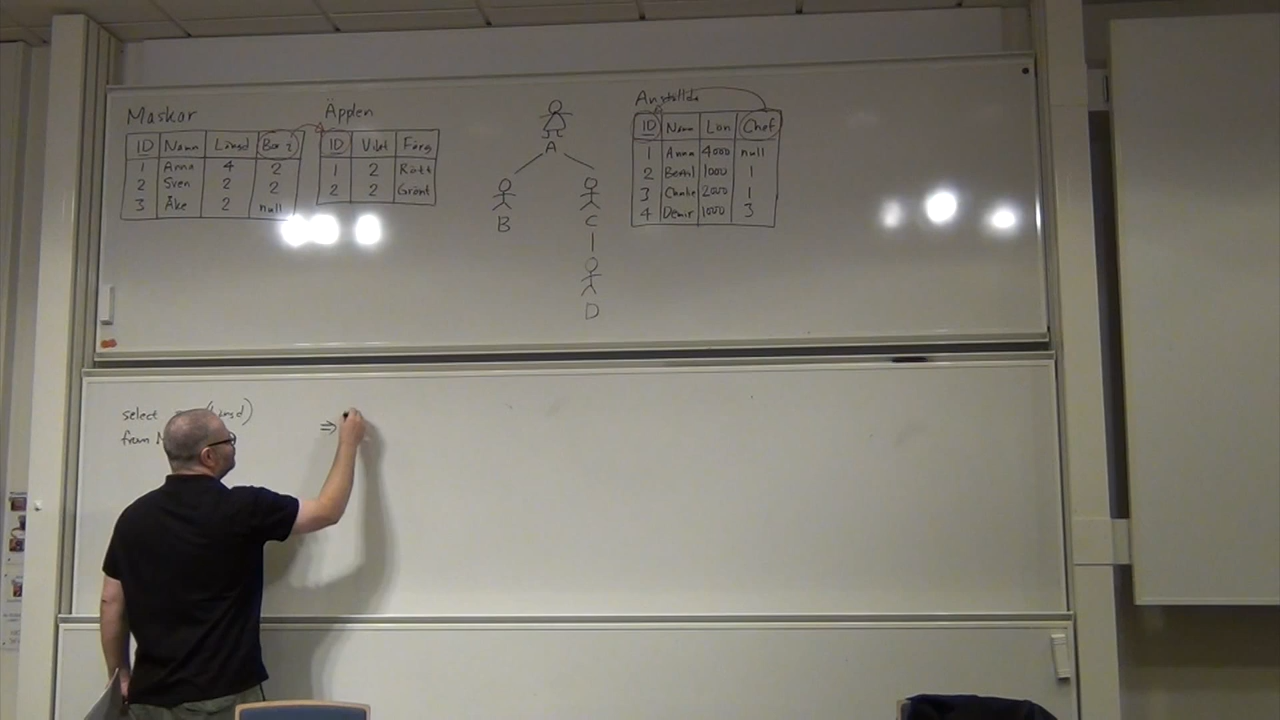 Maskar
ID Namn Längd Bor i
1 Anna 4 2
2 Sven 2 2
3 Åke 2 null
Äpplen
ID Vikt Färg
1 2 Rött
2 2 Grönt
A
B
C
D
Anställda
ID Namn Lön Chef
1 Anna 4000 null
2 Bertil 1000 1
3 Charlie 2000 1
4 Demir 1000 3
select (Längd)
from
⇒